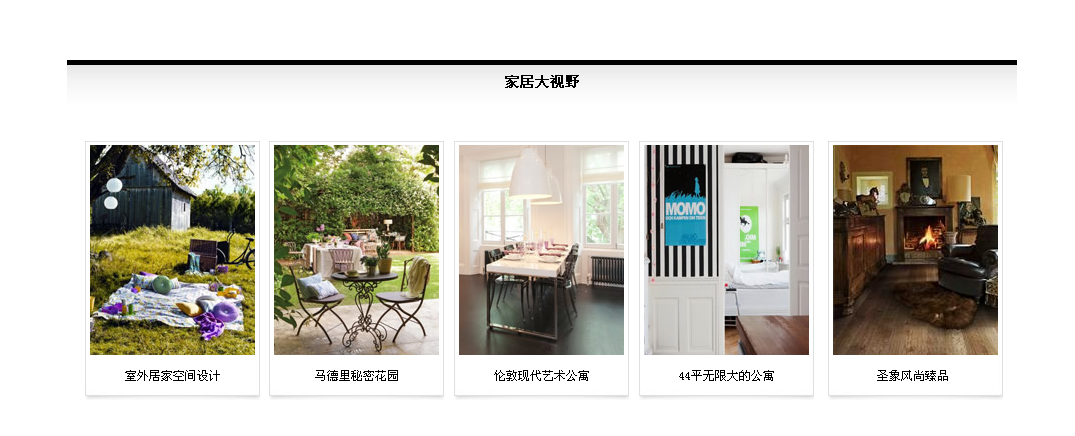 家居大视野
MOMO
室外居家空间设计
马德里秘密花园
伦敦现代艺术公寓
44平无限大的公寓
圣象风尚臻品